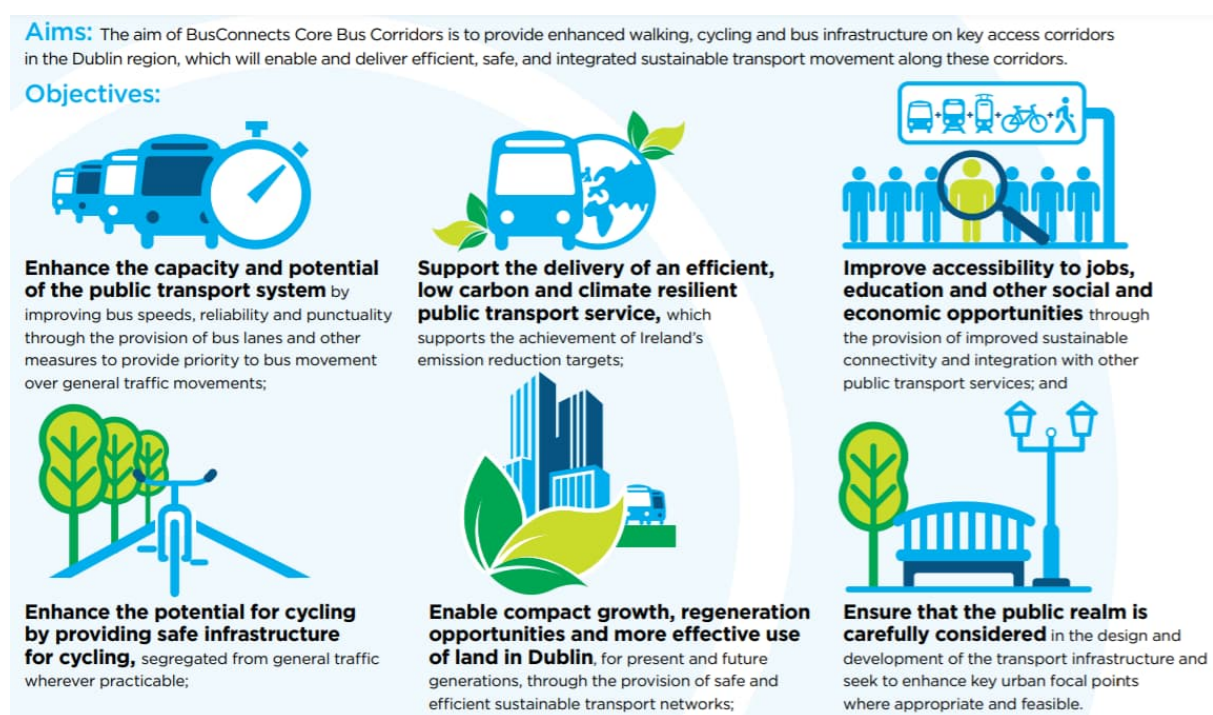 Aims: The aim of BusConnects Core Bus Corridors is to provide enhanced walking, cycling and bus infrastructure on key access corridors
in the Dublin region, which will enable and deliver efficient, safe, and integrated sustainable transport movement along these corridors.
Objectives:
Enhance the capacity and potential
of the public transport system by
improving bus speeds, reliability and punctuality
through the provision of bus lanes and other
measures to provide priority to bus movement
over general traffic movements;
Enhance the potential for cycling
by providing safe infrastructure
for cycling, segregated from general traffic
wherever practicable;
Support the delivery of an efficient,
low carbon and climate resilient
public transport service, which
supports the achievement of Ireland's
emission reduction targets;
Enable compact growth, regeneration
opportunities and more effective use
of land in Dublin, for present and future
generations, through the provision of safe and
efficient sustainable transport networks;
Improve accessibility to jobs,
education and other social and
economic opportunities through
the provision of improved sustainable
connectivity and integration with other
public transport services; and
Ensure that the public realm is
carefully considered in the design and
development of the transport infrastructure and
seek to enhance key urban focal points
where appropriate and feasible.